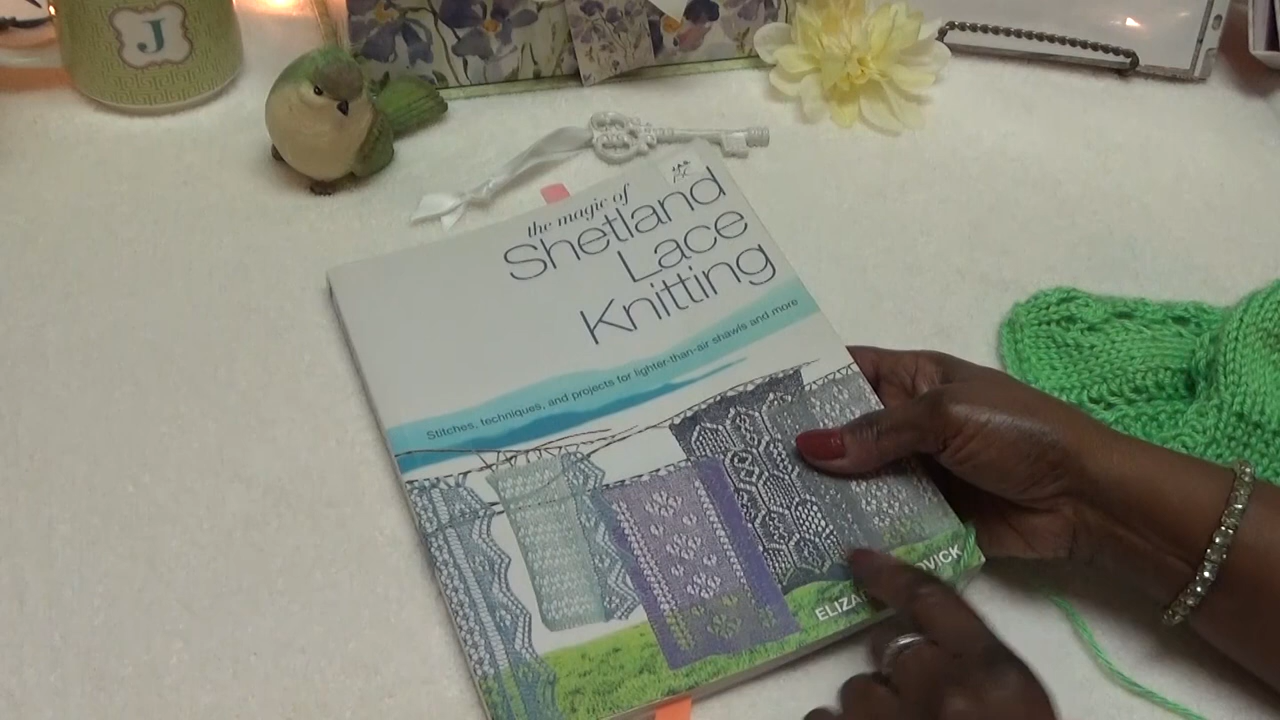 J
the magic of
Shetland
Lace
Knitting
Stitches, techniques, and projects for lighter-than-air shawls and more